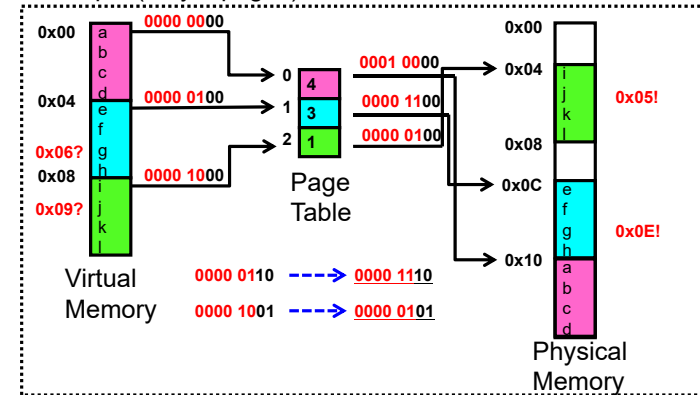 0x00
a
b
c
d
0x04
e
f
g
h
0x06?
0x08
i
j
k
l
0x09?
Virtual
Memory
0000 0000
0000 0100
0000 1000
0
4
1
3
2
1
Page
Table
0001 0000
0000 1100
0000 0100
0000 0110
0000 1110
0000 1001
0000 0101
0x00
0x04
i
j
k
l
0x05!
0x08
0x0C
e
f
g
h
0x0E!
0x10
a
b
c
d
Physical
Memory